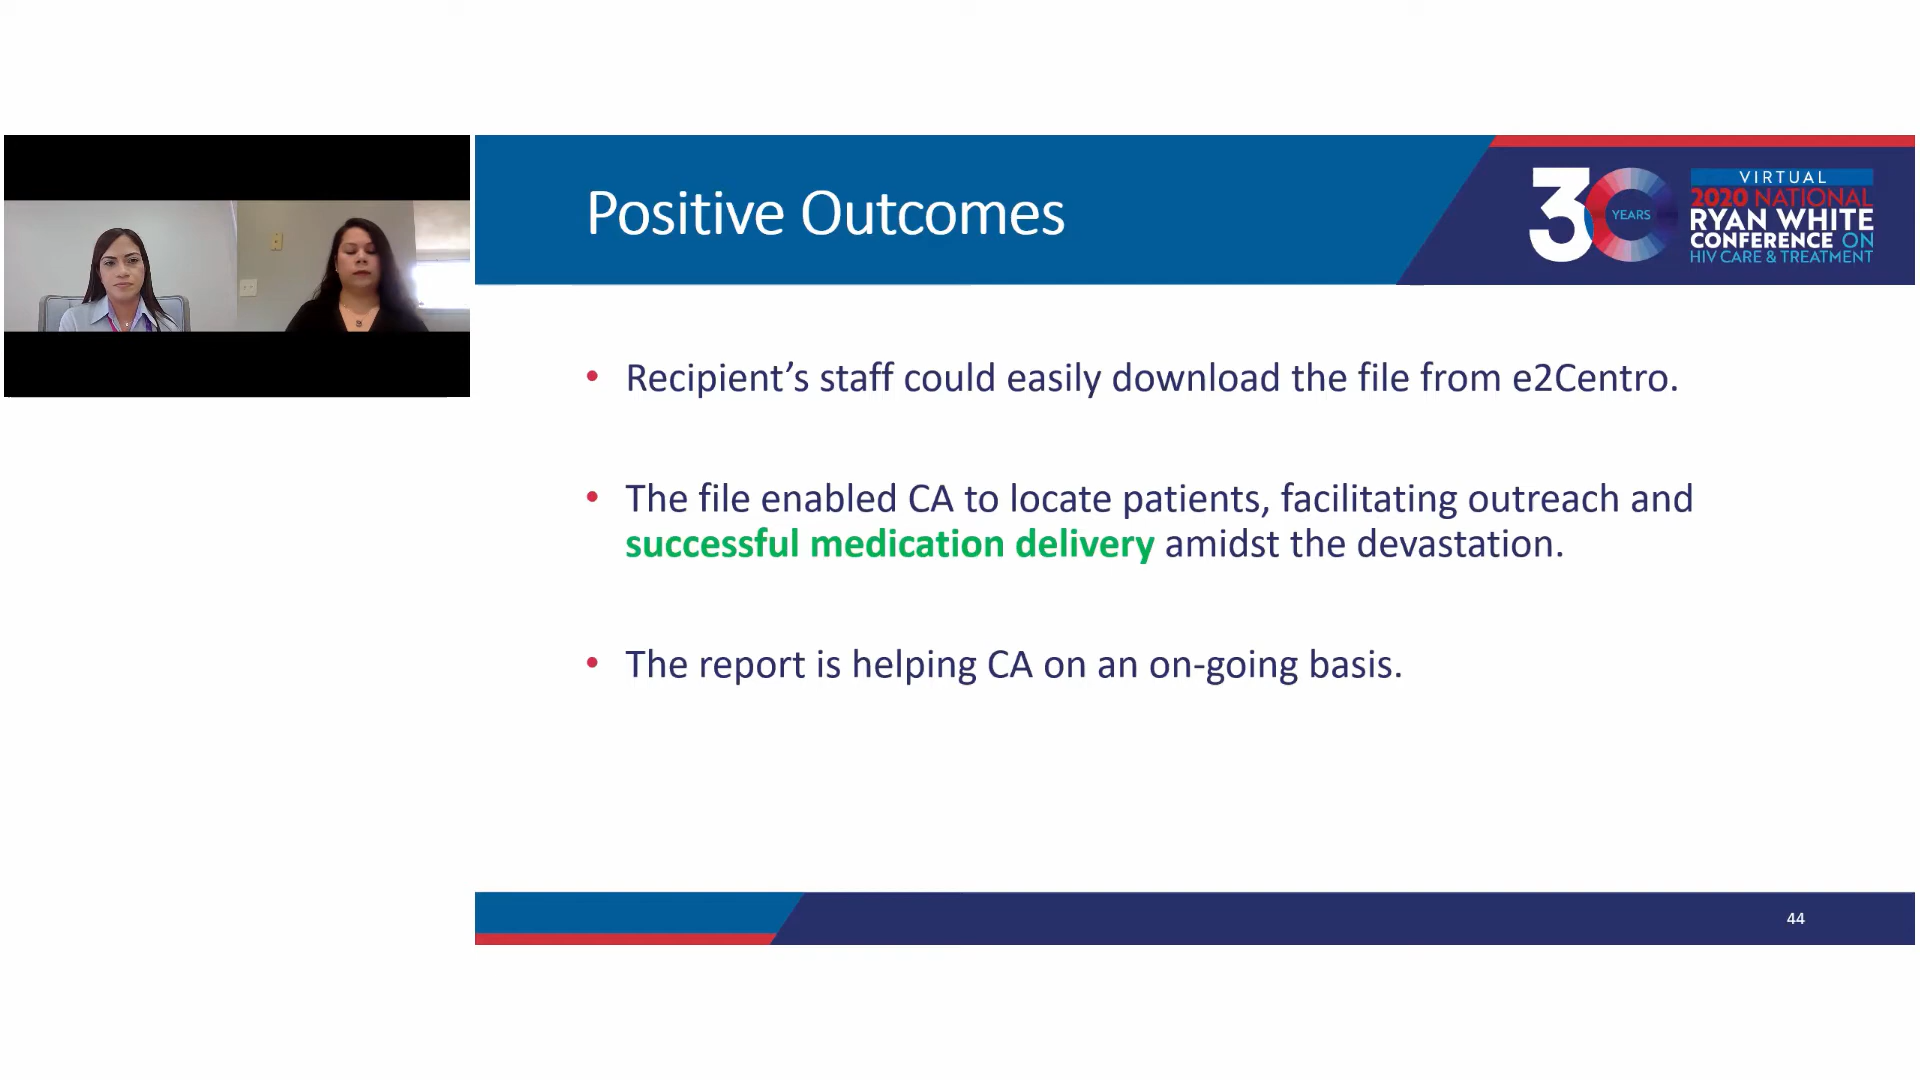 Positive Outcomes
30
YEARS
VIRTUAL
2020 NATIONAL
RYAN WHITE
CONFERENCE ON
HIV CARE & TREATMENT
• Recipient’s staff could easily download the file from e2Centro.
• The file enabled CA to locate patients, facilitating outreach and
successful medication delivery amidst the devastation.
• The report is helping CA on an on-going basis.
44